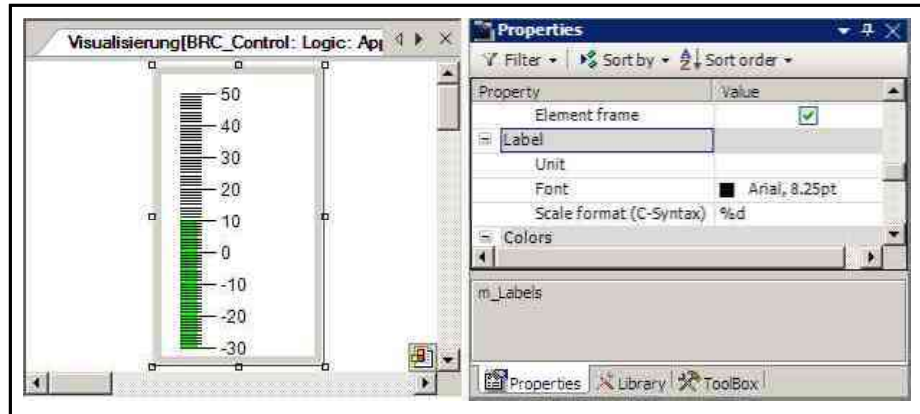 Visualisierung[BRC_Control: Logic: App
50
40
30
20
10
0
-10
-20
-30
Properties
Filter
Sort by
Sort order
Property
Value
Element frame
Label
Unit
Font
Arial, 8.25pt
Scale format (C-Syntax)
%d
Colors
m_Labels
Properties
Library
ToolBox